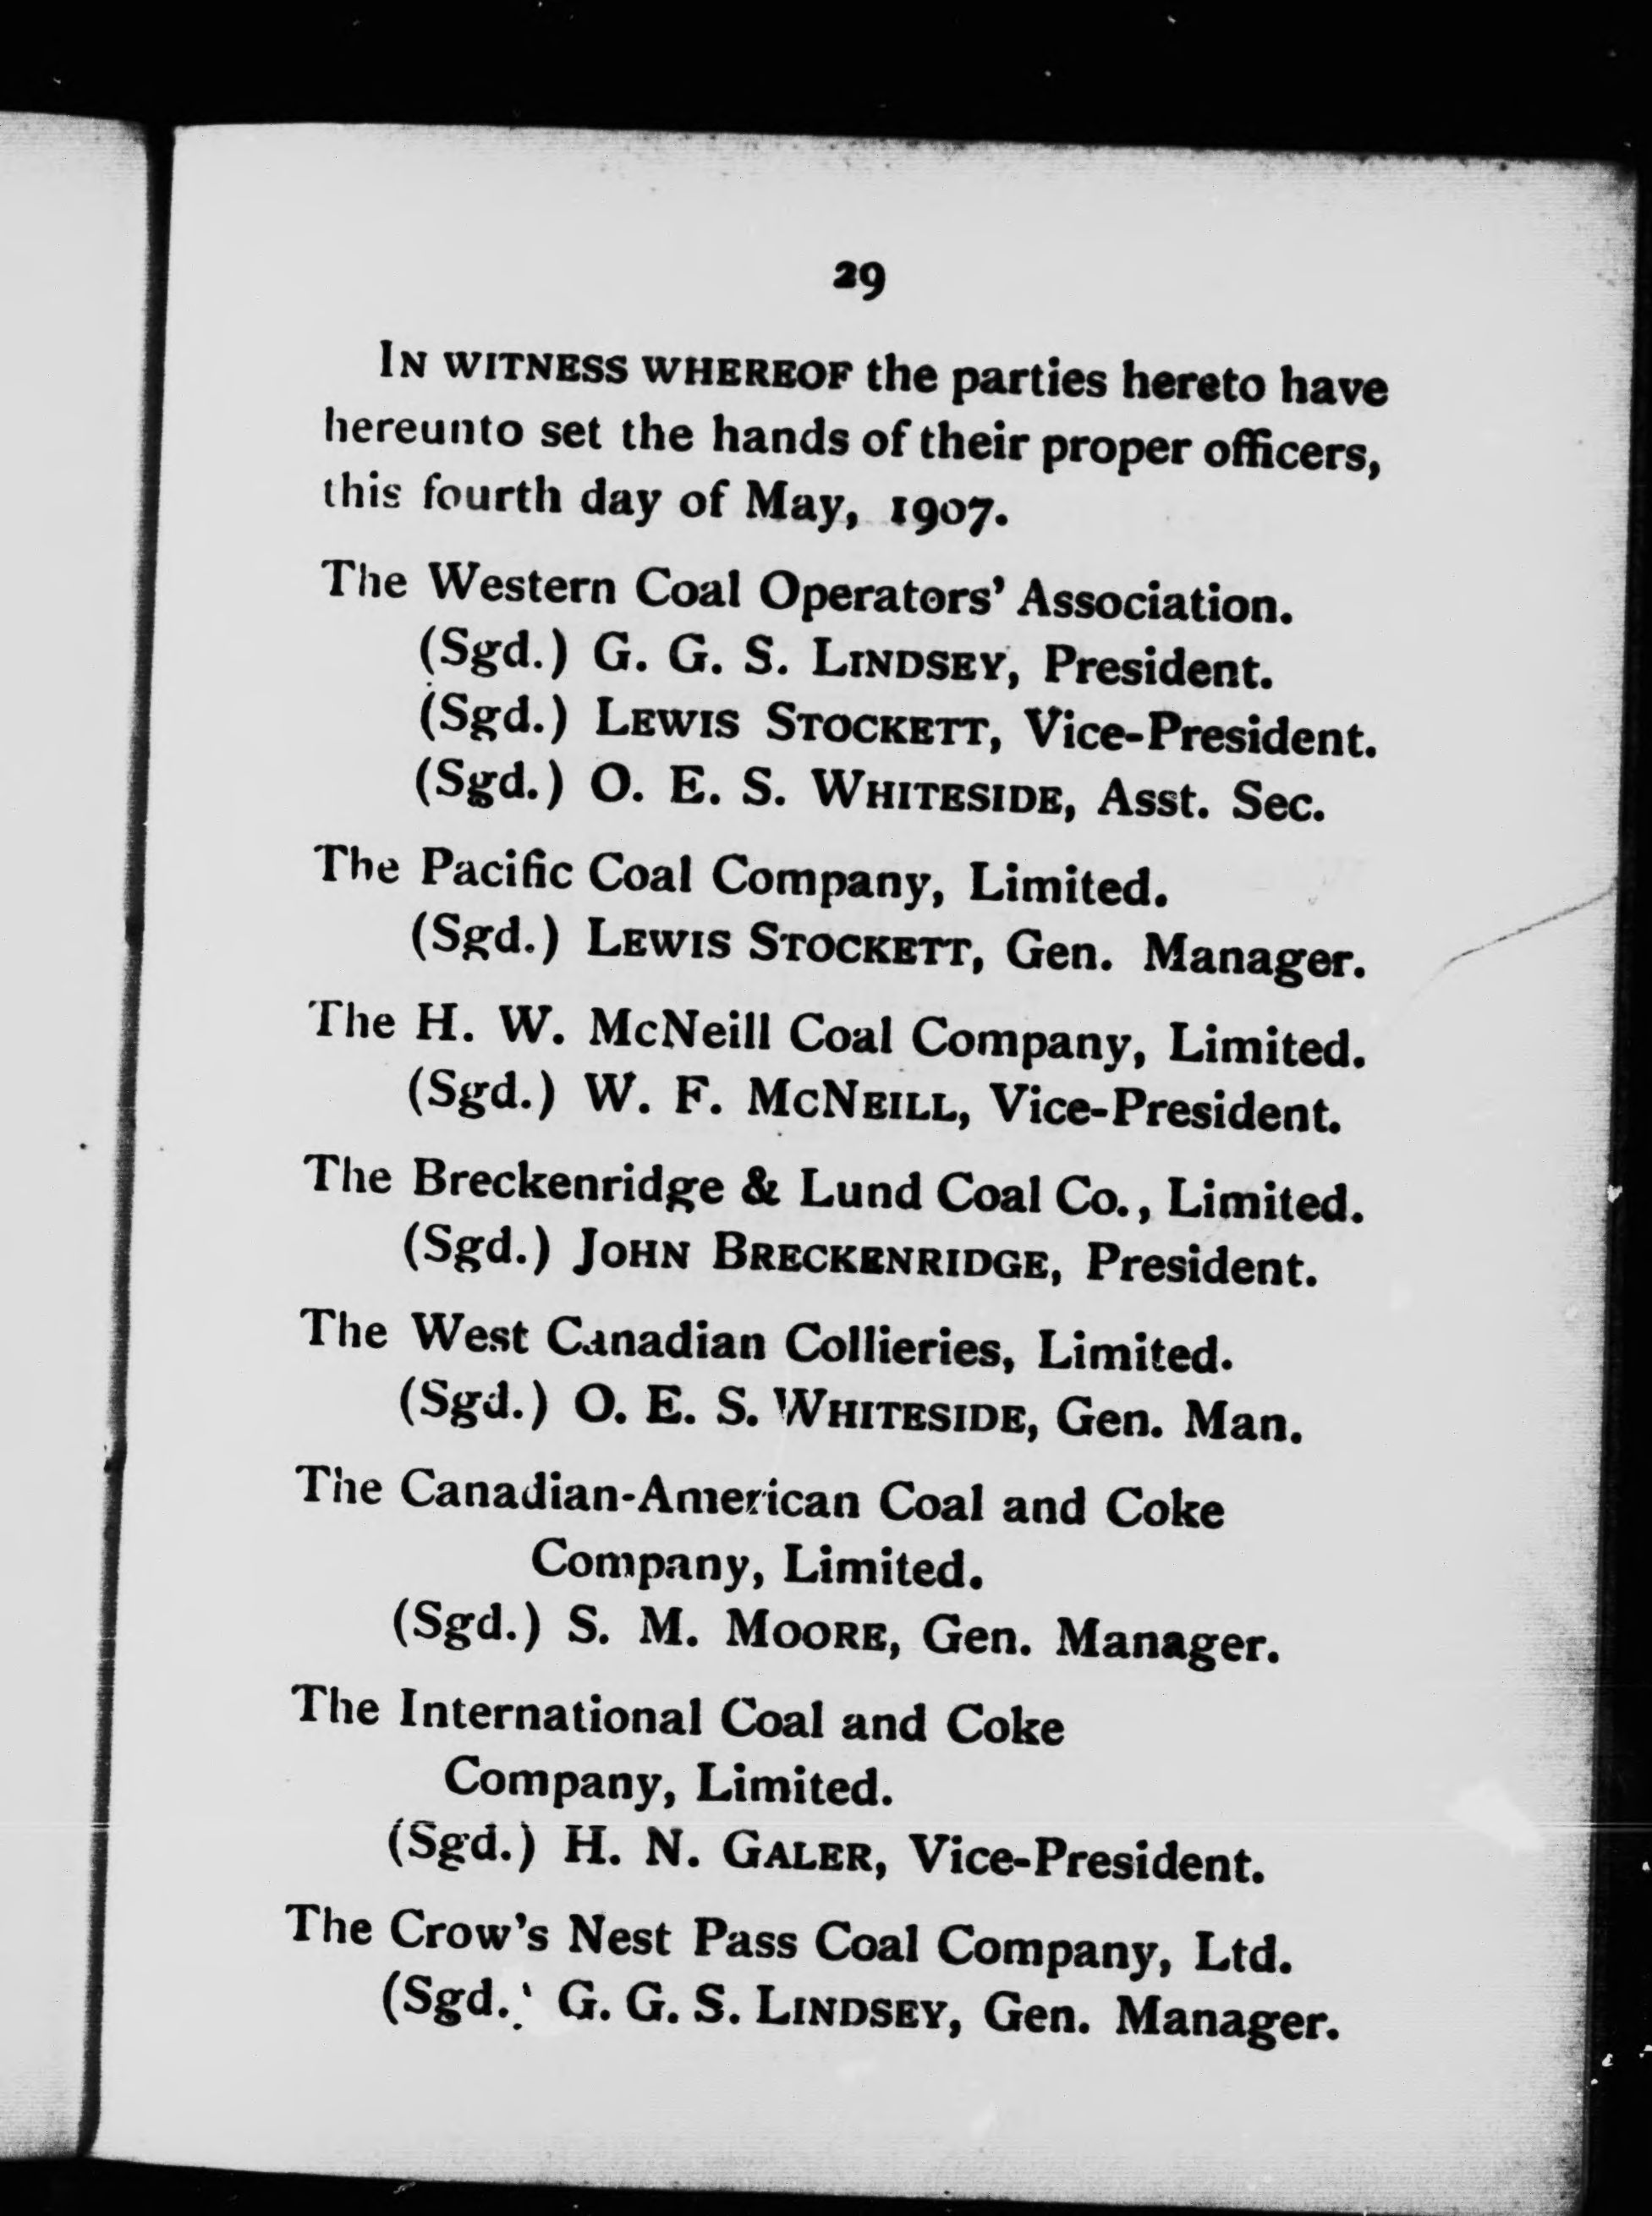 29
IN WITNESS WHEREOF the parties hereto have
hereunto set the hands of their proper officers,
this fourth day of May, 1907.
The Western Coal Operators' Association.
(Sgd.) G. G. S. LINDSEY, President.
(Sgd.) LEWIS STOCKETT, Vice-President.
(Sgd.) O. E. S. WHITESIDE, Asst. Sec.
The Pacific Coal Company, Limited.
(Sgd.) LEWIS STOCKETT, Gen. Manager.
The H. W. McNeill Coal Company, Limited.
(Sgd.) W. F. MCNEILL, Vice-President.
The Breckenridge & Lund Coal Co., Limited.
(Sgd.) JOHN BRECKENRIDGE, President.
The West Canadian Collieries, Limited.
(Sgd.) O. E. S. WHITESIDE, Gen. Man.
The Canadian-American Coal and Coke
Company, Limited.
(Sgd.) S. M. MOORE, Gen. Manager.
The International Coal and Coke
Company, Limited.
(Sgd.) H. N. GALER, Vice-President.
The Crow's Nest Pass Coal Company, Ltd.
(Sgd.) G. G. S. LINDSEY, Gen. Manager.